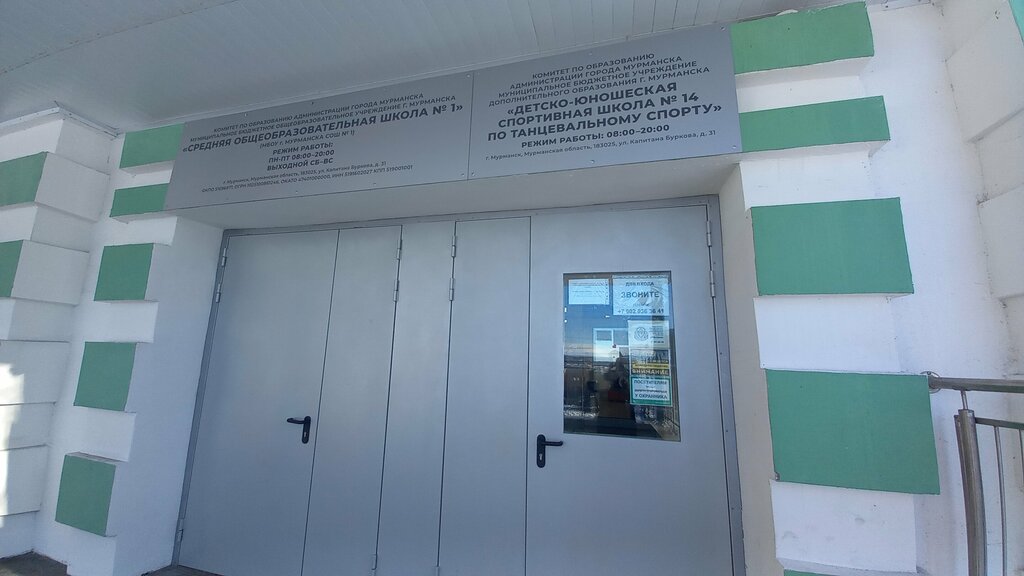 КОМИТЕТ ПО ОБРАЗОВАНИЮ АДМИНИСТРАЦИИ ГОРОДА МУРМАНСКА
МУНИЦИПАЛЬНОЕ БЮДЖЕТНОЕ ОБЩЕОБРАЗОВАТЕЛЬНОЕ УЧРЕЖДЕНИЕ Г. МУРМАНСКА
«СРЕДНЯЯ ОБЩЕОБРАЗОВАТЕЛЬНАЯ ШКОЛА № 1»
(МБОУ Г. МУРМАНСКА СОШ № 1)
РЕЖИМ РАБОТЫ:
ПН-ПТ 08:00-20:00
ВЫХОДНОЙ СБ-ВС
г. Мурманск, Мурманская область, 183025, ул. Капитана Буркова, д. 31
КОМИТЕТ ПО ОБРАЗОВАНИЮ
АДМИНИСТРАЦИИ ГОРОДА МУРМАНСКА
МУНИЦИПАЛЬНОЕ БЮДЖЕТНОЕ УЧРЕЖДЕНИЕ
ДОПОЛНИТЕЛЬНОГО ОБРАЗОВАНИЯ Г. МУРМАНСКА
«ДЕТСКО-ЮНОШЕСКАЯ
СПОРТИВНАЯ ШКОЛА № 14
ПО ТАНЦЕВАЛЬНОМУ СПОРТУ»
РЕЖИМ РАБОТЫ: 08:00-20:00
г. Мурманск, Мурманская область, 183025, ул. Капитана Буркова, д. 31
ДЛЯ ВХОДА
ЗВОНИТЕ
ВНИМАНИЕ
ПОСЕТИТЕЛЯМ
У ОХРАННИКА